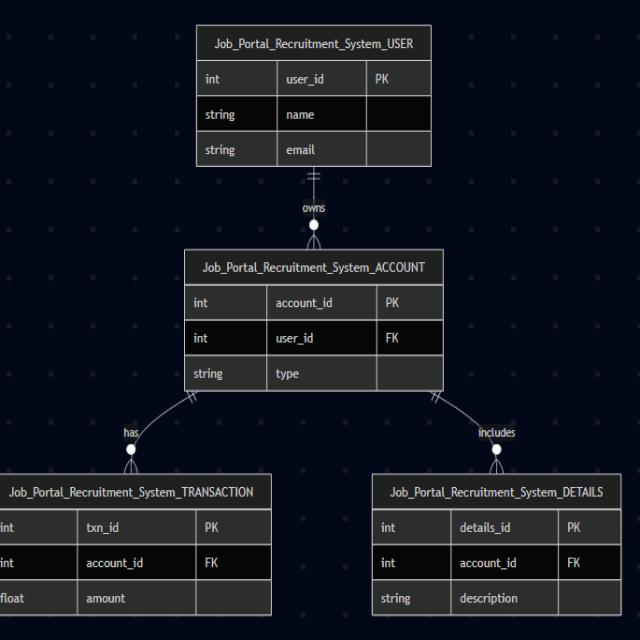 Job_Portal_Recruitment_System_USER
int user_id PK
string name
string email
owns
Job_Portal_Recruitment_System_ACCOUNT
int account_id PK
int user_id FK
string type
has
includes
Job_Portal_Recruitment_System_TRANSACTION
int txn_id PK
int account_id FK
float amount
Job_Portal_Recruitment_System_DETAILS
int details_id PK
int account_id FK
string description